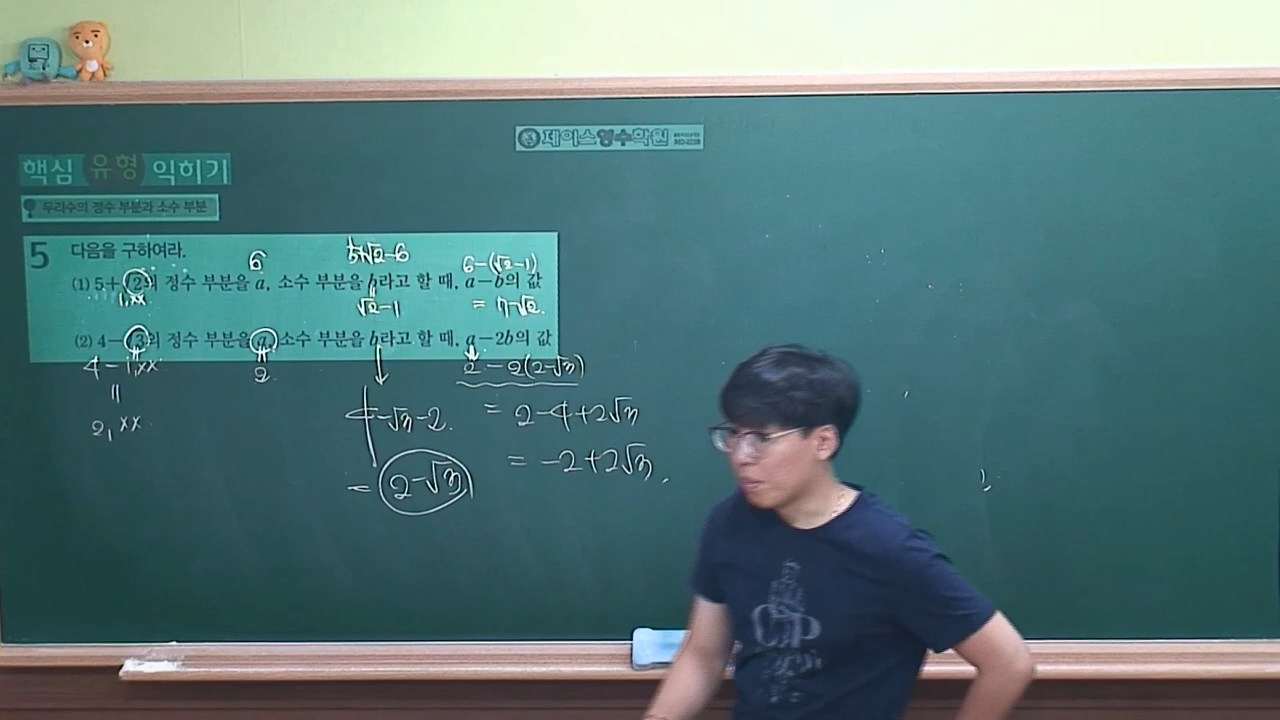 제이스영수학원
핵심 유형 익히기
무리수의 정수 부분과 소수 부분
5 다음을 구하여라.
6 5+√2-6 6-(√2-1)
(1) 5+√2의 정수 부분을 a, 소수 부분을 b라고 할 때, a-b의 값
1,xx √2-1 = 7-√2.
(2) 4-√3의 정수 부분을 a, 소수 부분을 b라고 할 때, a-2b의 값
4-1,xx 2 2-2(2-√3)
4-√3-2. = 2-4+2√3
2,xx
= -2+2√3.
= 2-√3